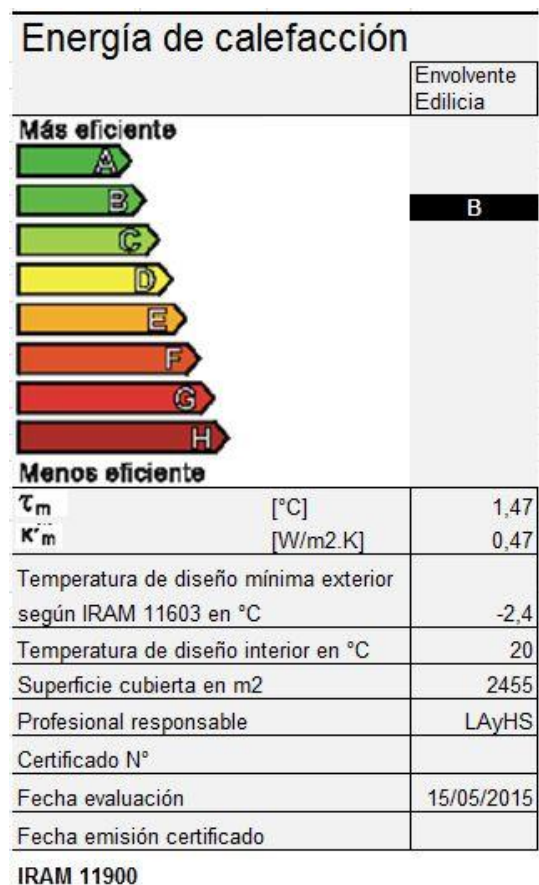 Energía de calefacción
Envolvente
Edilicia
Más eficiente
A
B
B
C
D
E
F
G
H
Menos eficiente
τm [°C] 1,47
K'm [W/m2.K] 0,47
Temperatura de diseño mínima exterior
según IRAM 11603 en °C -2,4
Temperatura de diseño interior en °C 20
Superficie cubierta en m2 2455
Profesional responsable LAyHS
Certificado N°
Fecha evaluación 15/05/2015
Fecha emisión certificado
IRAM 11900